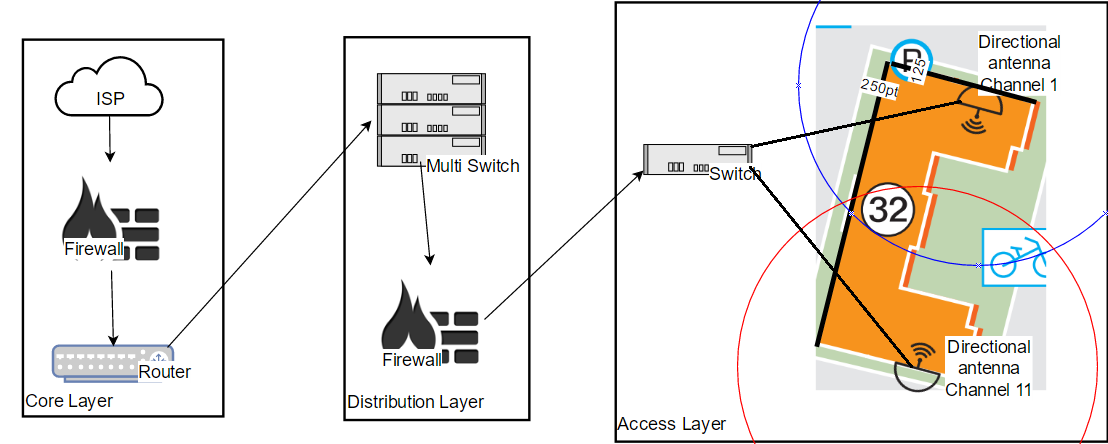 ISP
Firewall
Router
Core Layer
Multi Switch
Firewall
Distribution Layer
Switch
Directional
antenna
Channel 1
P
125
250pt
32
Directional
antenna
Channel 11
Access Layer